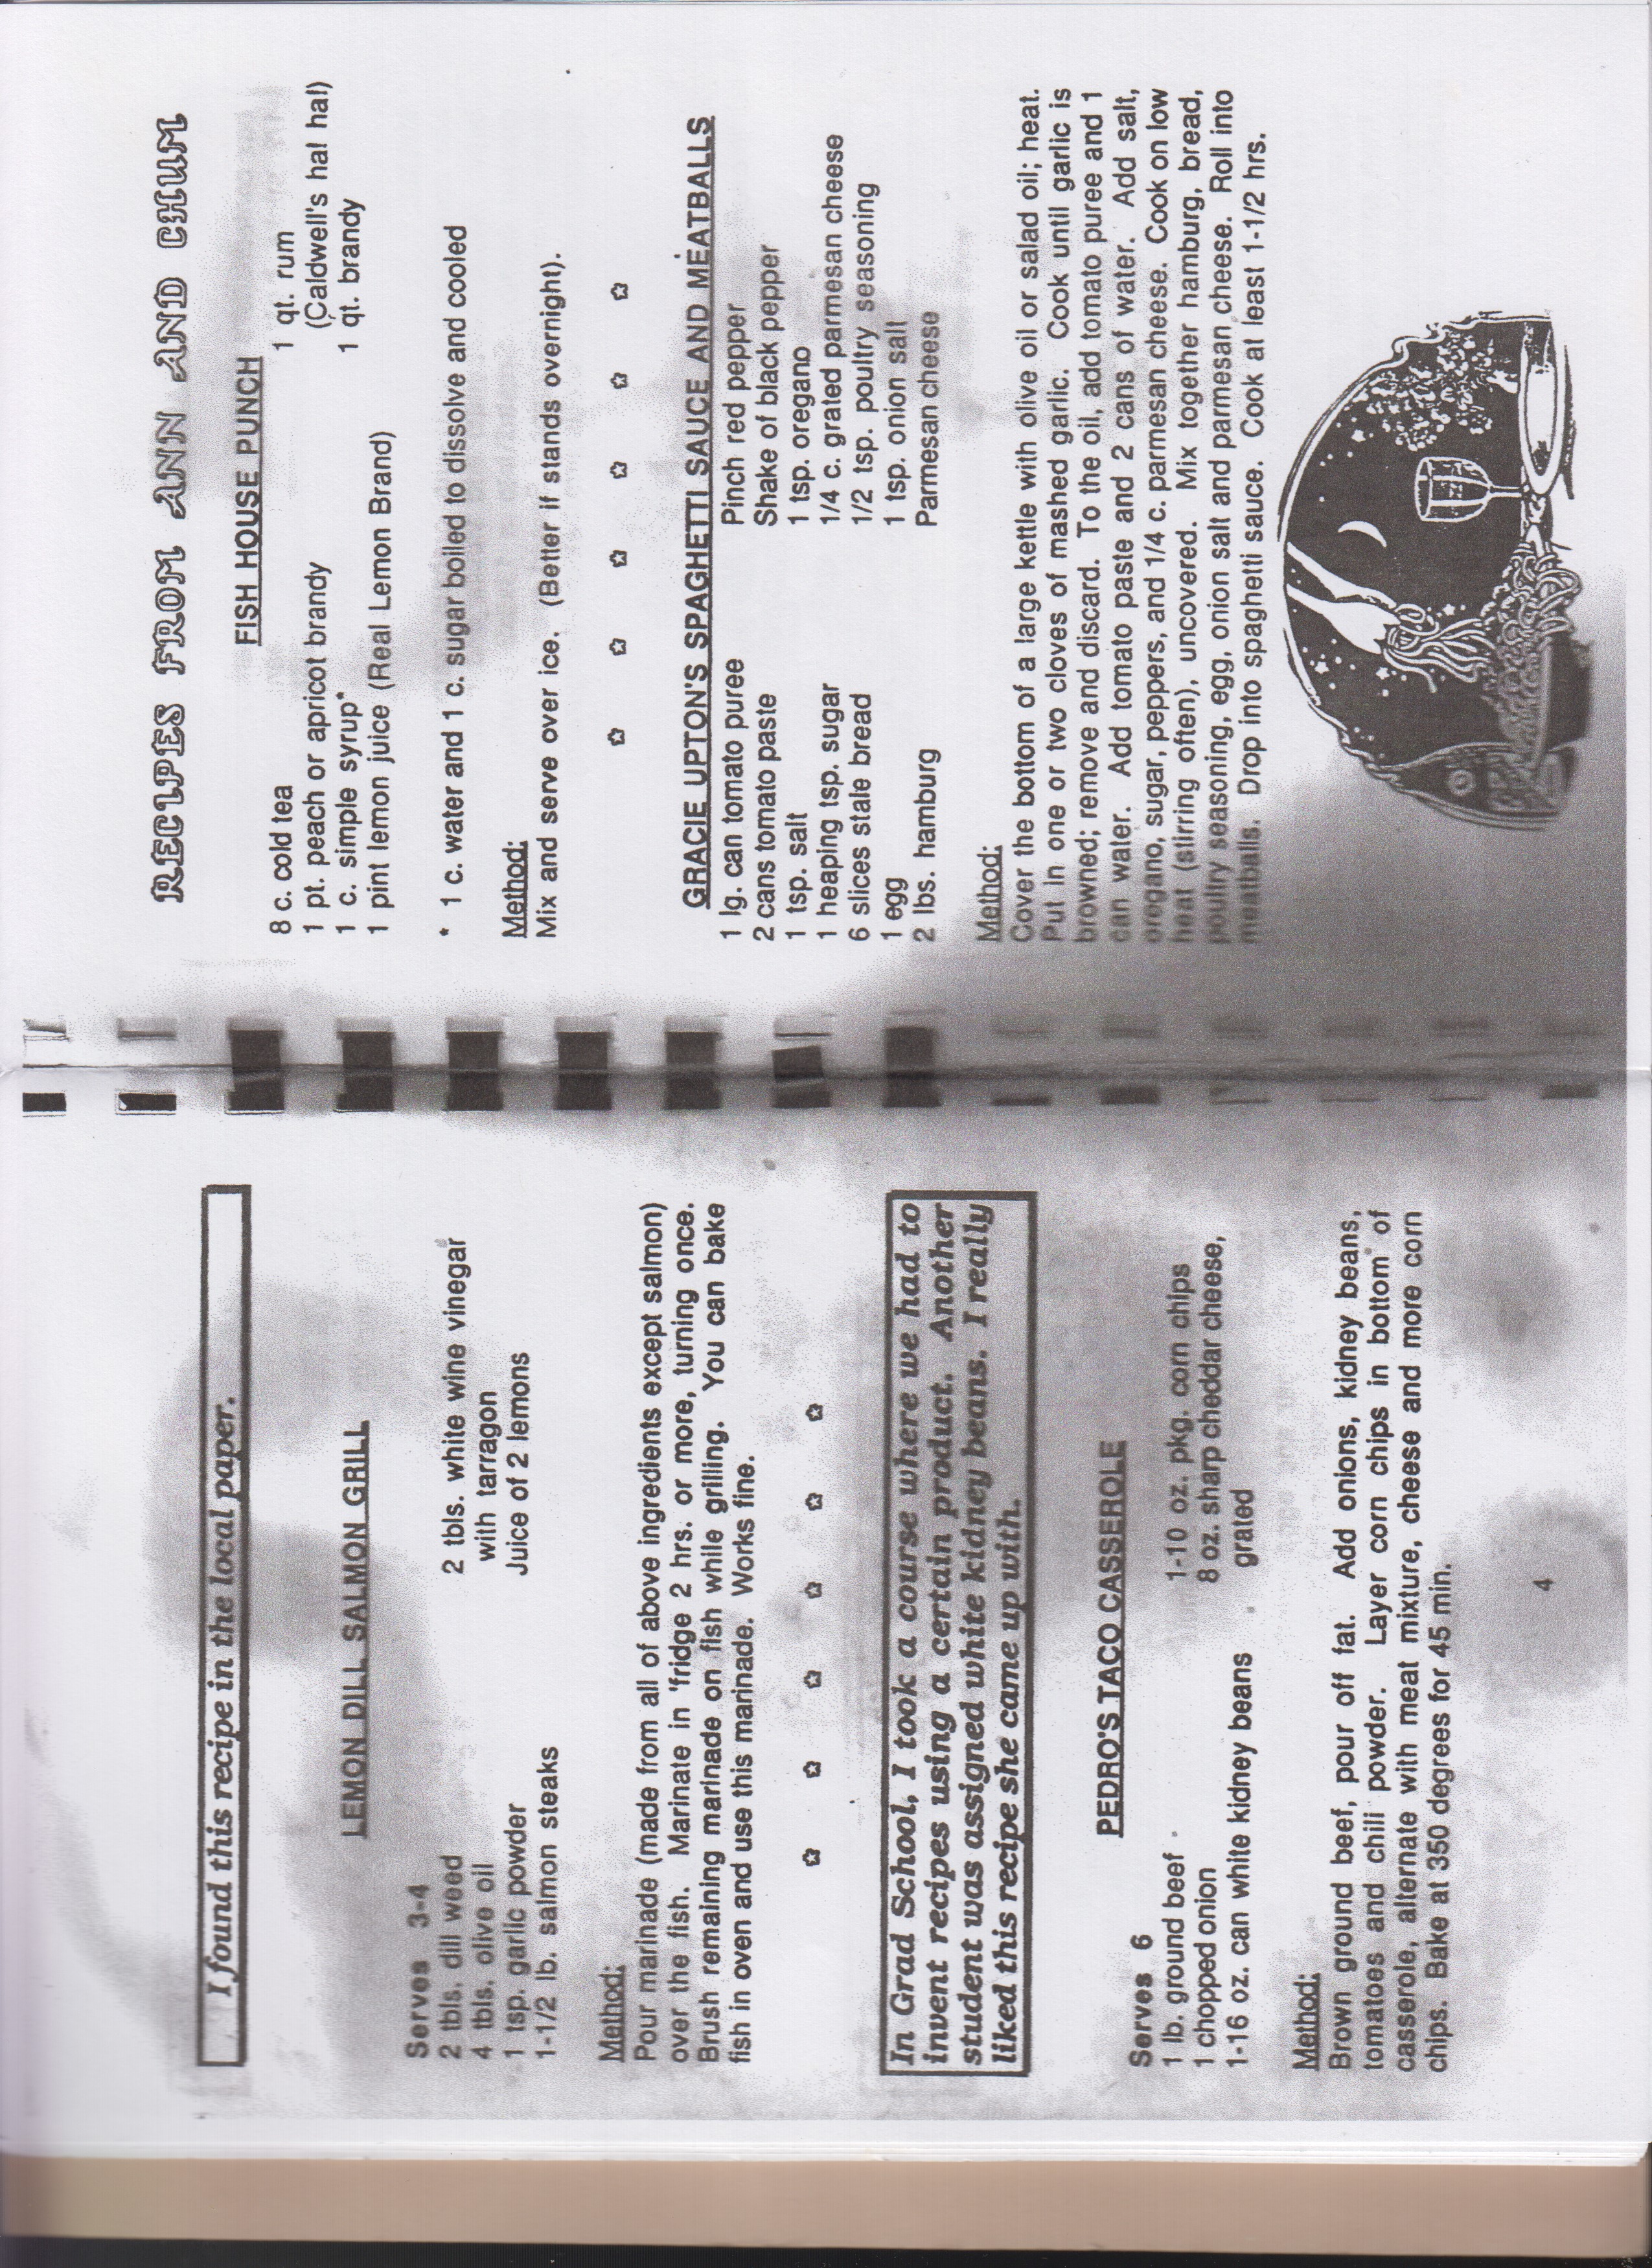 I found this recipe in the local paper.
LEMON DILL SALMON GRILL
Serves 3-4
2 tbls. dill weed
4 tbls. olive oil
1 tsp. garlic powder
1-1/2 lb. salmon steaks
2 tbls. white wine vinegar
with tarragon
Juice of 2 lemons
Method:
Pour marinade (made from all of above ingredients except salmon)
over the fish. Marinate in 'fridge 2 hrs. or more, turning once.
Brush remaining marinade on fish while grilling. You can bake
fish in oven and use this marinade. Works fine.
In Grad School, I took a course where we had to
invent recipes using a certain product. Another
student was assigned white kidney beans. I really
liked this recipe she came up with.
PEDRO'S TACO CASSEROLE
Serves 6
1 lb. ground beef
1 chopped onion
1-16 oz. can white kidney beans
1-10 oz. pkg. corn chips
8 oz. sharp cheddar cheese,
grated
Method:
Brown ground beef, pour off fat. Add onions, kidney beans,
tomatoes and chili powder. Layer corn chips in bottom of
casserole, alternate with meat mixture, cheese and more corn
chips. Bake at 350 degrees for 45 min.
4
RECIPES FROM ANN AND CHUM
FISH HOUSE PUNCH
8 c. cold tea
1 pt. peach or apricot brandy
1 c. simple syrup*
1 pint lemon juice (Real Lemon Brand)
1 qt. rum
(Caldwell's ha! ha!)
1 qt. brandy
* 1 c. water and 1 c. sugar boiled to dissolve and cooled
Method:
Mix and serve over ice. (Better if stands overnight).
GRACIE UPTON'S SPAGHETTI SAUCE AND MEATBALLS
1 lg. can tomato puree
2 cans tomato paste
1 tsp. salt
1 heaping tsp. sugar
6 slices stale bread
1 egg
2 lbs. hamburg
Pinch red pepper
Shake of black pepper
1 tsp. oregano
1/4 c. grated parmesan cheese
1/2 tsp. poultry seasoning
1 tsp. onion salt
Parmesan cheese
Method:
Cover the bottom of a large kettle with olive oil or salad oil; heat.
Put in one or two cloves of mashed garlic. Cook until garlic is
browned; remove and discard. To the oil, add tomato puree and 1
can water. Add tomato paste and 2 cans of water. Add salt,
oregano, sugar, peppers, and 1/4 c. parmesan cheese. Cook on low
heat (stirring often), uncovered. Mix together hamburg, bread,
poultry seasoning, egg, onion salt and parmesan cheese. Roll into
meatballs. Drop into spaghetti sauce. Cook at least 1-1/2 hrs.